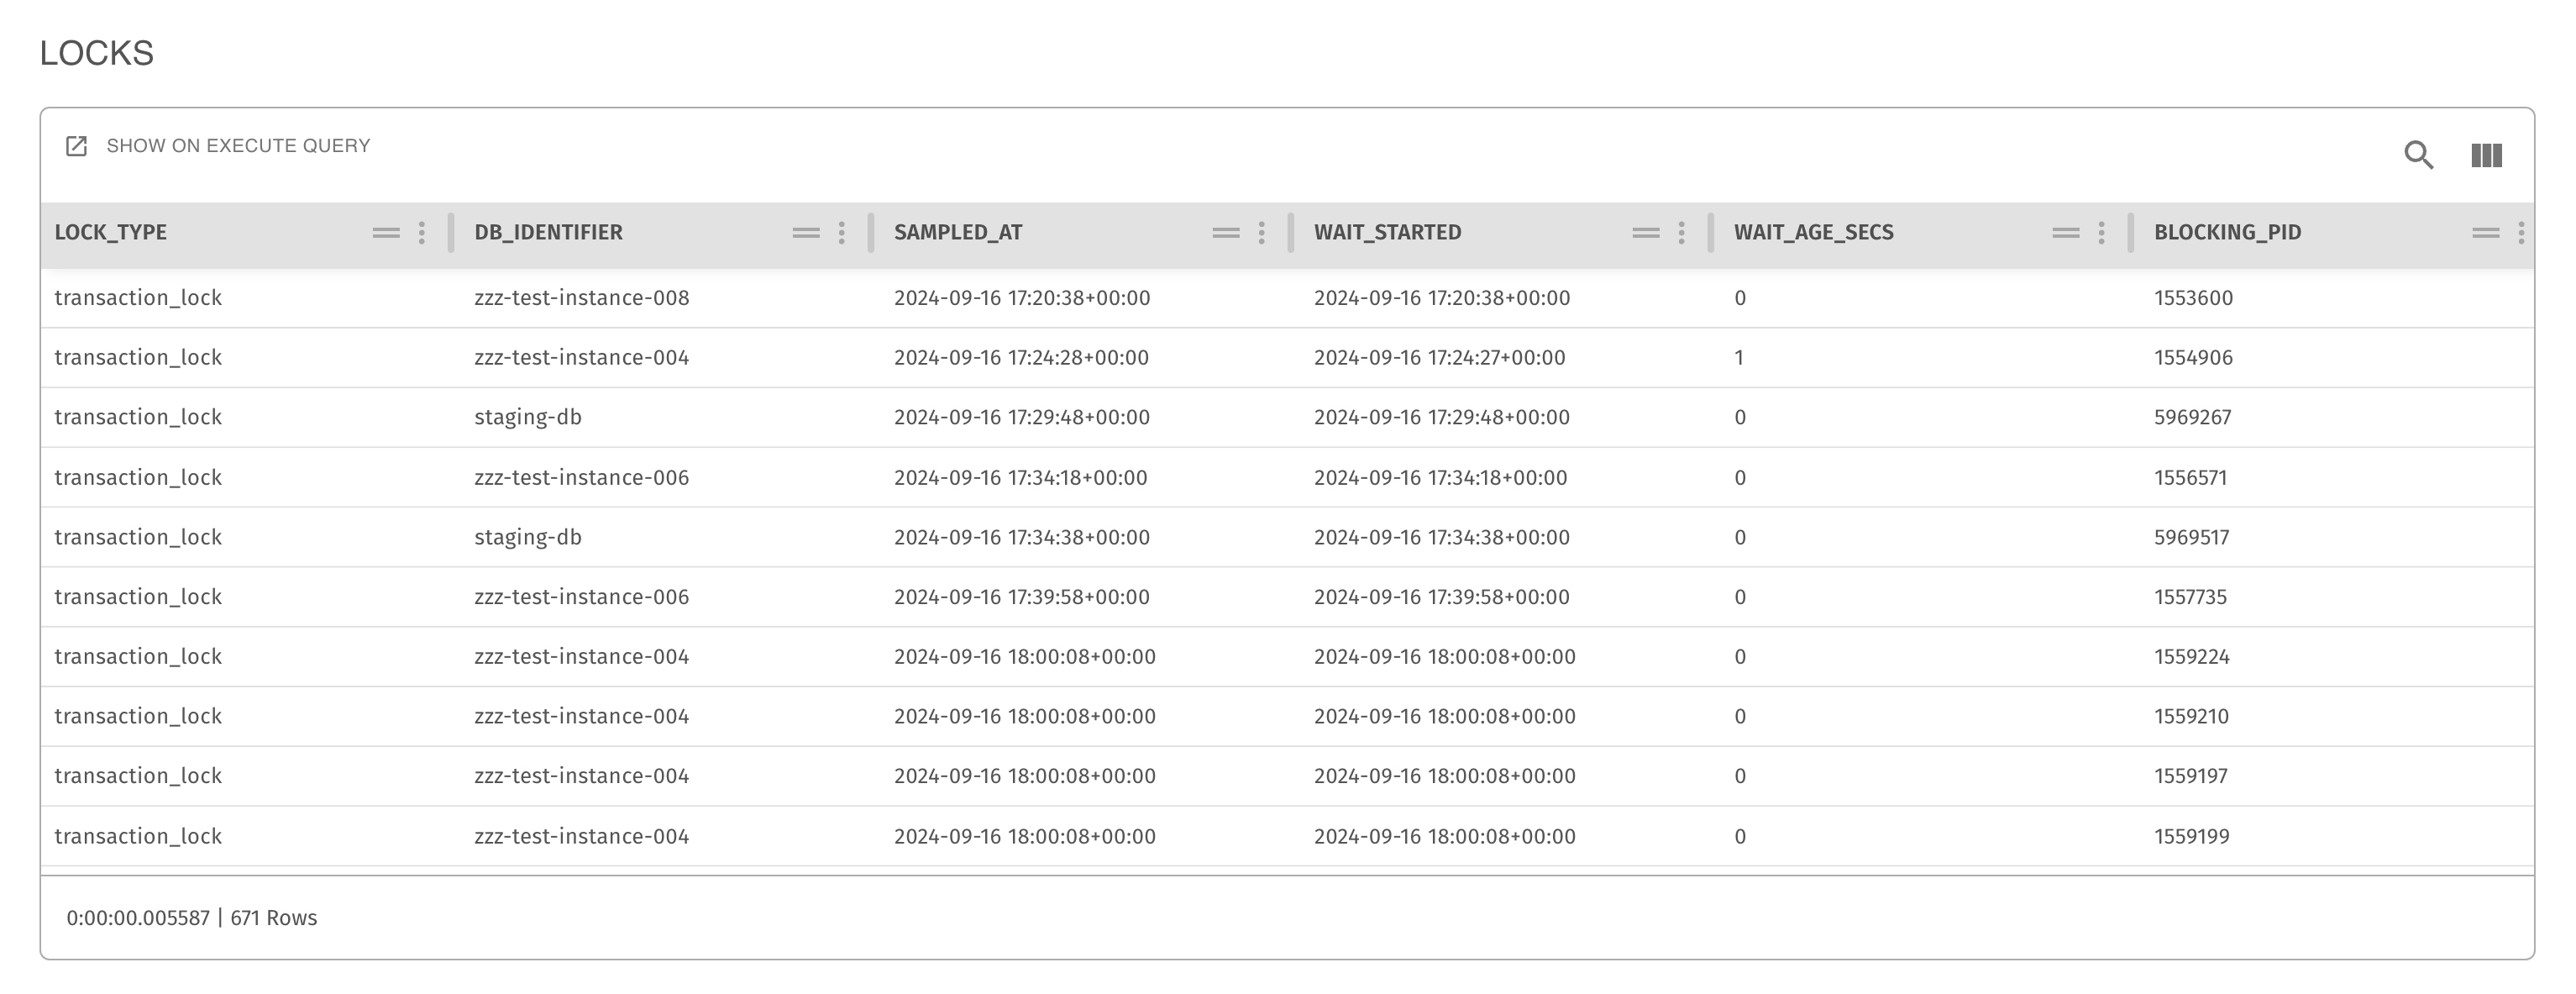 LOCKS
SHOW ON EXECUTE QUERY
LOCK_TYPE DB_IDENTIFIER SAMPLED_AT WAIT_STARTED WAIT_AGE_SECS BLOCKING_PID
transaction_lock zzz-test-instance-008 2024-09-16 17:20:38+00:00 2024-09-16 17:20:38+00:00 0 1553600
transaction_lock zzz-test-instance-004 2024-09-16 17:24:28+00:00 2024-09-16 17:24:27+00:00 1 1554906
transaction_lock staging-db 2024-09-16 17:29:48+00:00 2024-09-16 17:29:48+00:00 0 5969267
transaction_lock zzz-test-instance-006 2024-09-16 17:34:18+00:00 2024-09-16 17:34:18+00:00 0 1556571
transaction_lock staging-db 2024-09-16 17:34:38+00:00 2024-09-16 17:34:38+00:00 0 5969517
transaction_lock zzz-test-instance-006 2024-09-16 17:39:58+00:00 2024-09-16 17:39:58+00:00 0 1557735
transaction_lock zzz-test-instance-004 2024-09-16 18:00:08+00:00 2024-09-16 18:00:08+00:00 0 1559224
transaction_lock zzz-test-instance-004 2024-09-16 18:00:08+00:00 2024-09-16 18:00:08+00:00 0 1559210
transaction_lock zzz-test-instance-004 2024-09-16 18:00:08+00:00 2024-09-16 18:00:08+00:00 0 1559197
transaction_lock zzz-test-instance-004 2024-09-16 18:00:08+00:00 2024-09-16 18:00:08+00:00 0 1559199
0:00:00.005587 | 671 Rows